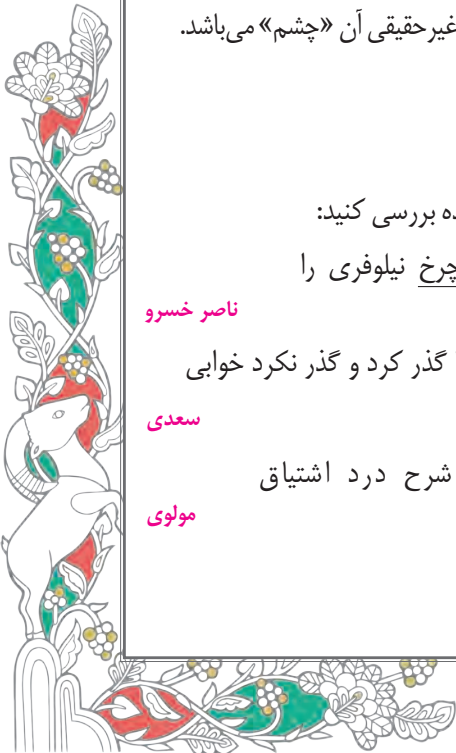 غیرحقیقی آن «چشم» می‌باشد.
ده بررسی کنید:
چرخ نیلوفری را
ناصر خسرو
گذر کرد و گذر نکرد خوابی
سعدی
شرح درد اشتیاق
مولوی